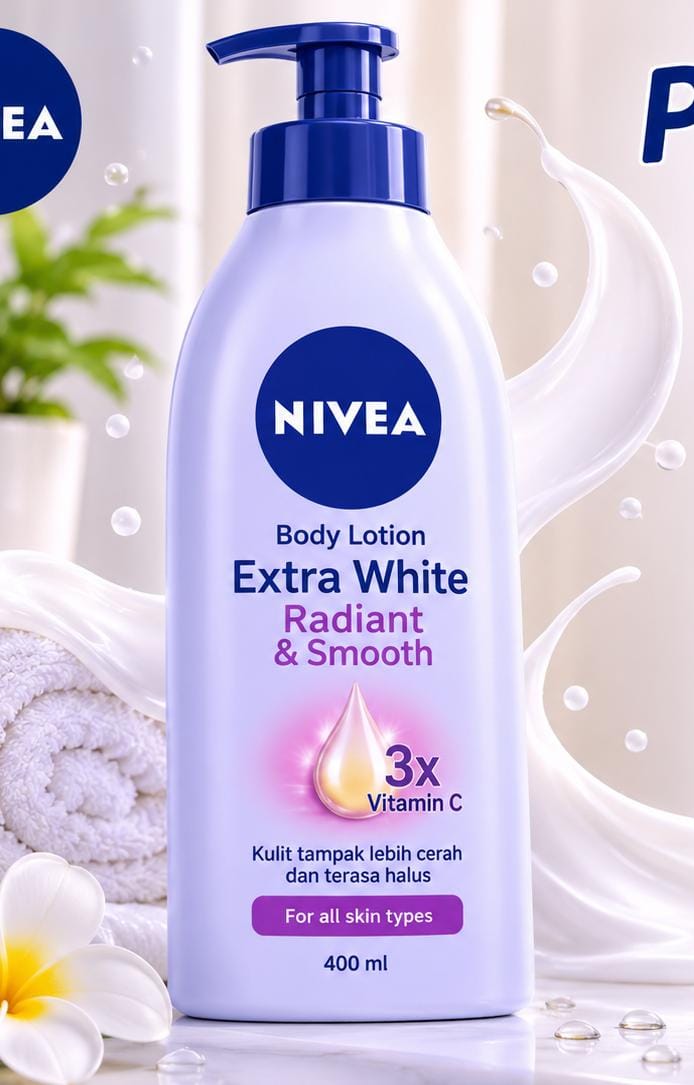 EA
P
NIVEA
Body Lotion
Extra White
Radiant
& Smooth
3x
Vitamin C
Kulit tampak lebih cerah
dan terasa halus
For all skin types
400 ml